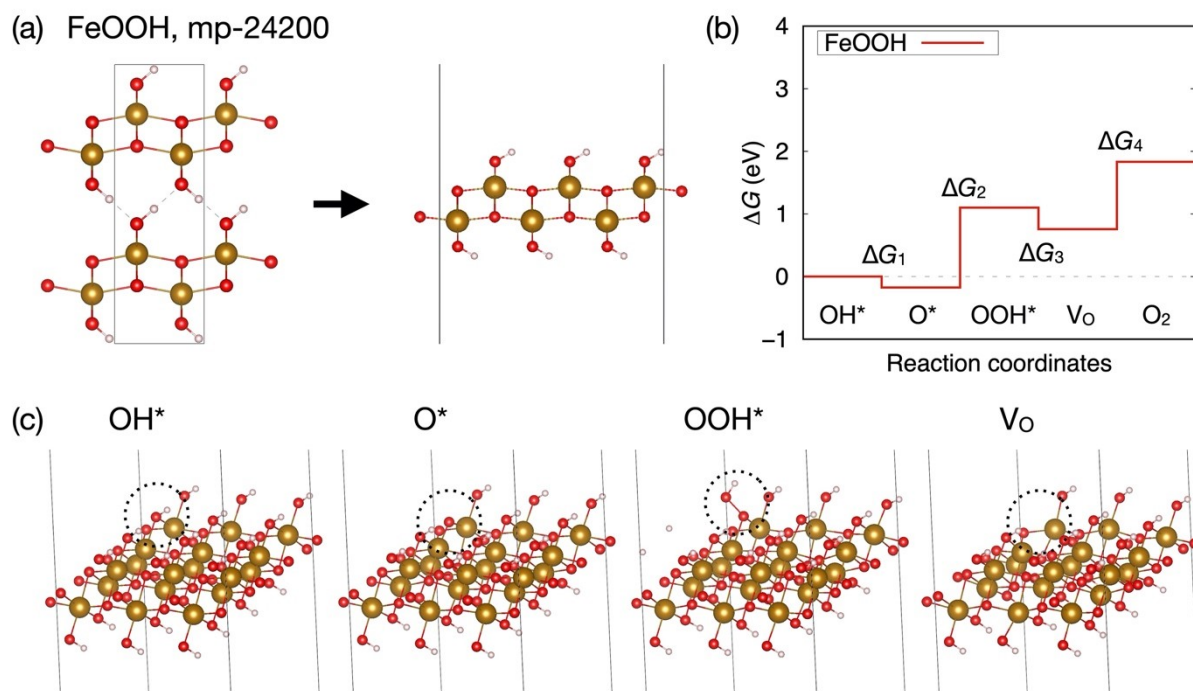 (a) FeOOH, mp-24200
(b)
FeOOH
4
3
2
1
0
−1
ΔG (eV)
ΔG₁
ΔG₂
ΔG₃
ΔG₄
OH* O* OOH* Vₒ O₂
Reaction coordinates
(c) OH* O* OOH* Vₒ